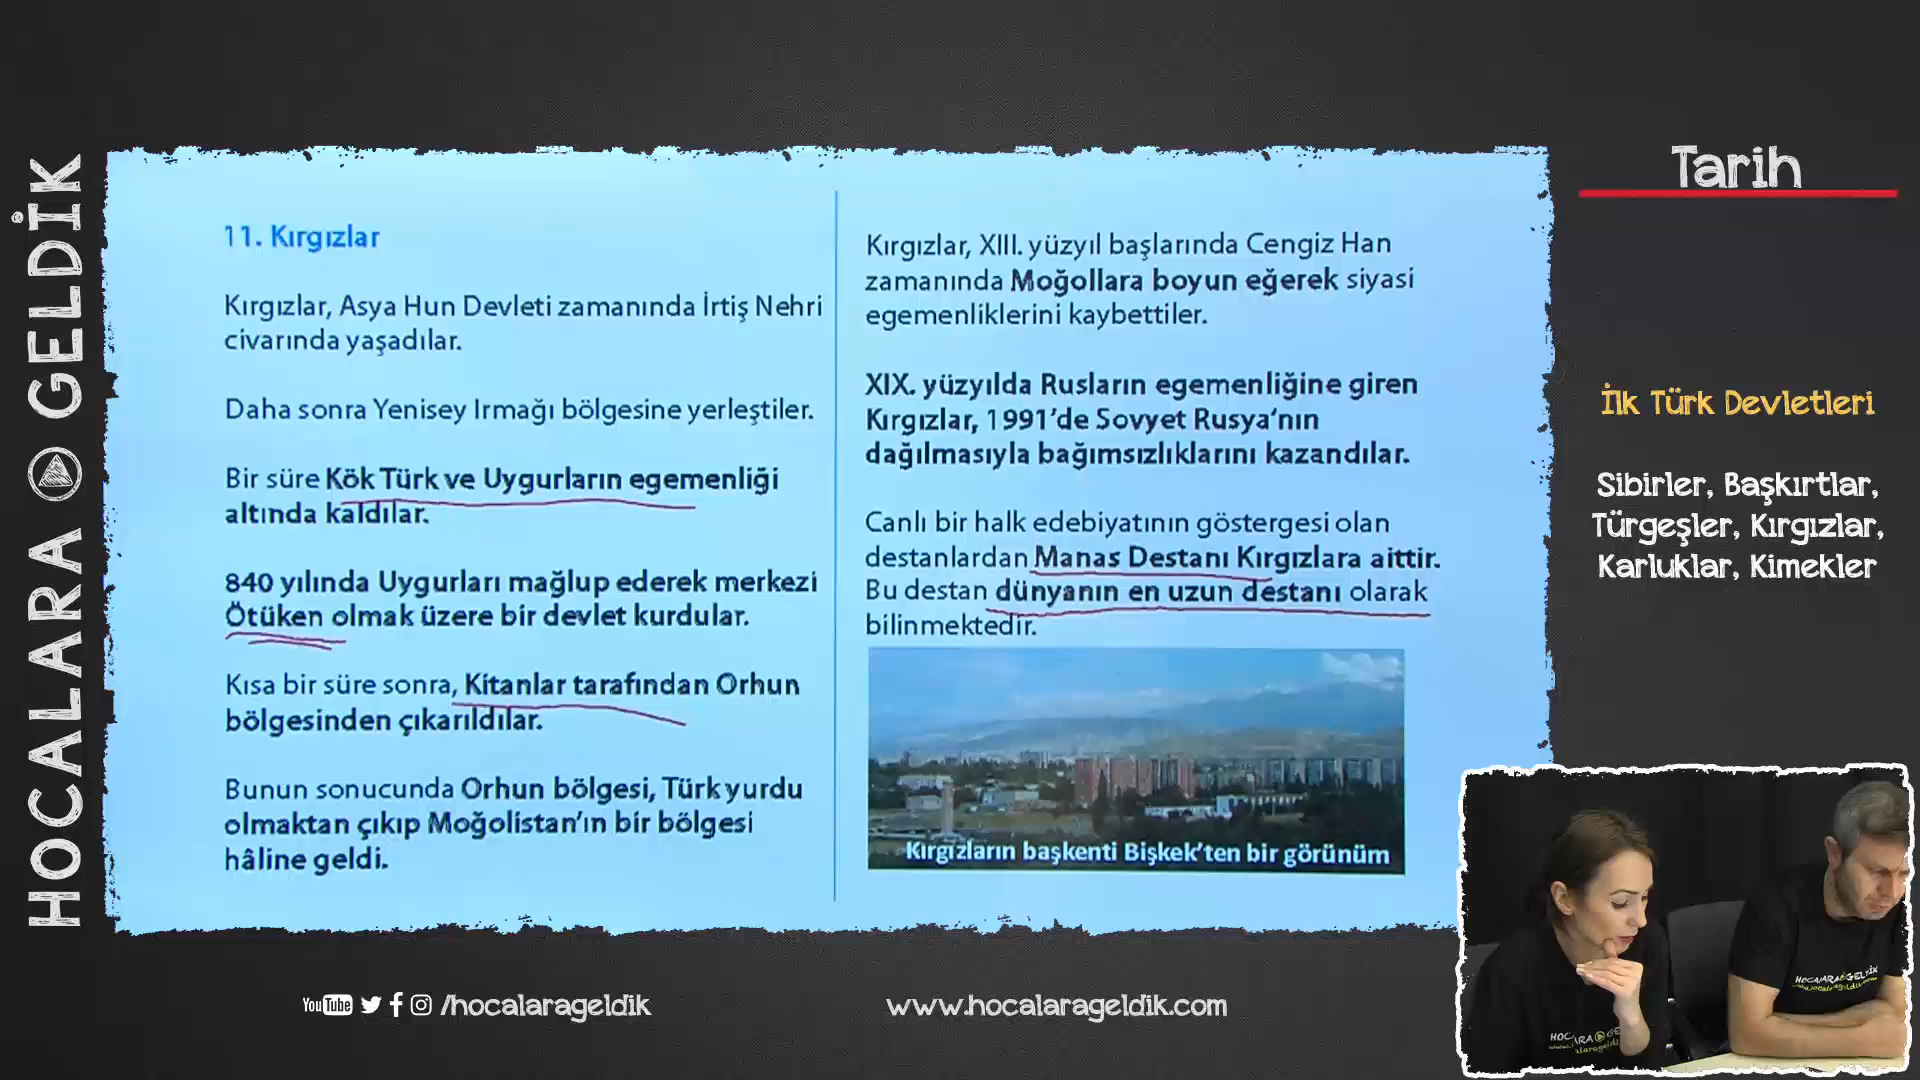 HOCALARA GELDİK
11. Kırgızlar
Kırgızlar, Asya Hun Devleti zamanında İrtiş Nehri
civarında yaşadılar.
Daha sonra Yenisey Irmağı bölgesine yerleştiler.
Bir süre Kök Türk ve Uygurların egemenliği
altında kaldılar.
840 yılında Uygurları mağlup ederek merkezi
Ötüken olmak üzere bir devlet kurdular.
Kısa bir süre sonra, Kitanlar tarafından Orhun
bölgesinden çıkarıldılar.
Bunun sonucunda Orhun bölgesi, Türk yurdu
olmaktan çıkıp Moğolistan’ın bir bölgesi
hâline geldi.
Kırgızlar, XIII. yüzyıl başlarında Cengiz Han
zamanında Moğollara boyun eğerek siyasi
egemenliklerini kaybettiler.
XIX. yüzyılda Rusların egemenliğine giren
Kırgızlar, 1991’de Sovyet Rusya’nın
dağılmasıyla bağımsızlıklarını kazandılar.
Canlı bir halk edebiyatının göstergesi olan
destanlardan Manas Destanı Kırgızlara aittir.
Bu destan dünyanın en uzun destanı olarak
bilinmektedir.
Kırgızların başkenti Bişkek’ten bir görünüm
Tarih
İlk Türk Devletleri
Sibirler, Başkırtlar,
Türgeşler, Kırgızlar,
Karluklar, Kimekler
HOCALARA GELDİK
YouTube /hocalarageldik
www.hocalarageldik.com